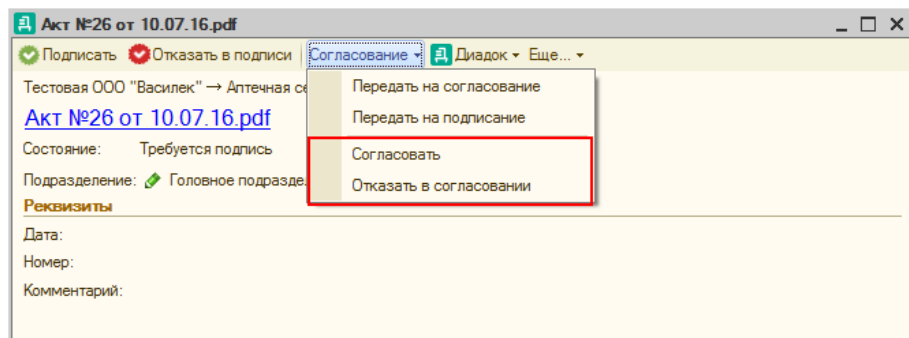 Акт №26 от 10.07.16.pdf
Подписать Отказать в подписи Согласование Диадок Еще...
Тестовая ООО "Василек" → Аптечная се
Передать на согласование
Акт №26 от 10.07.16.pdf
Передать на подписание
Состояние: Требуется подпись
Согласовать
Подразделение: Головное подразде
Отказать в согласовании
Реквизиты
Дата:
Номер:
Комментарий: